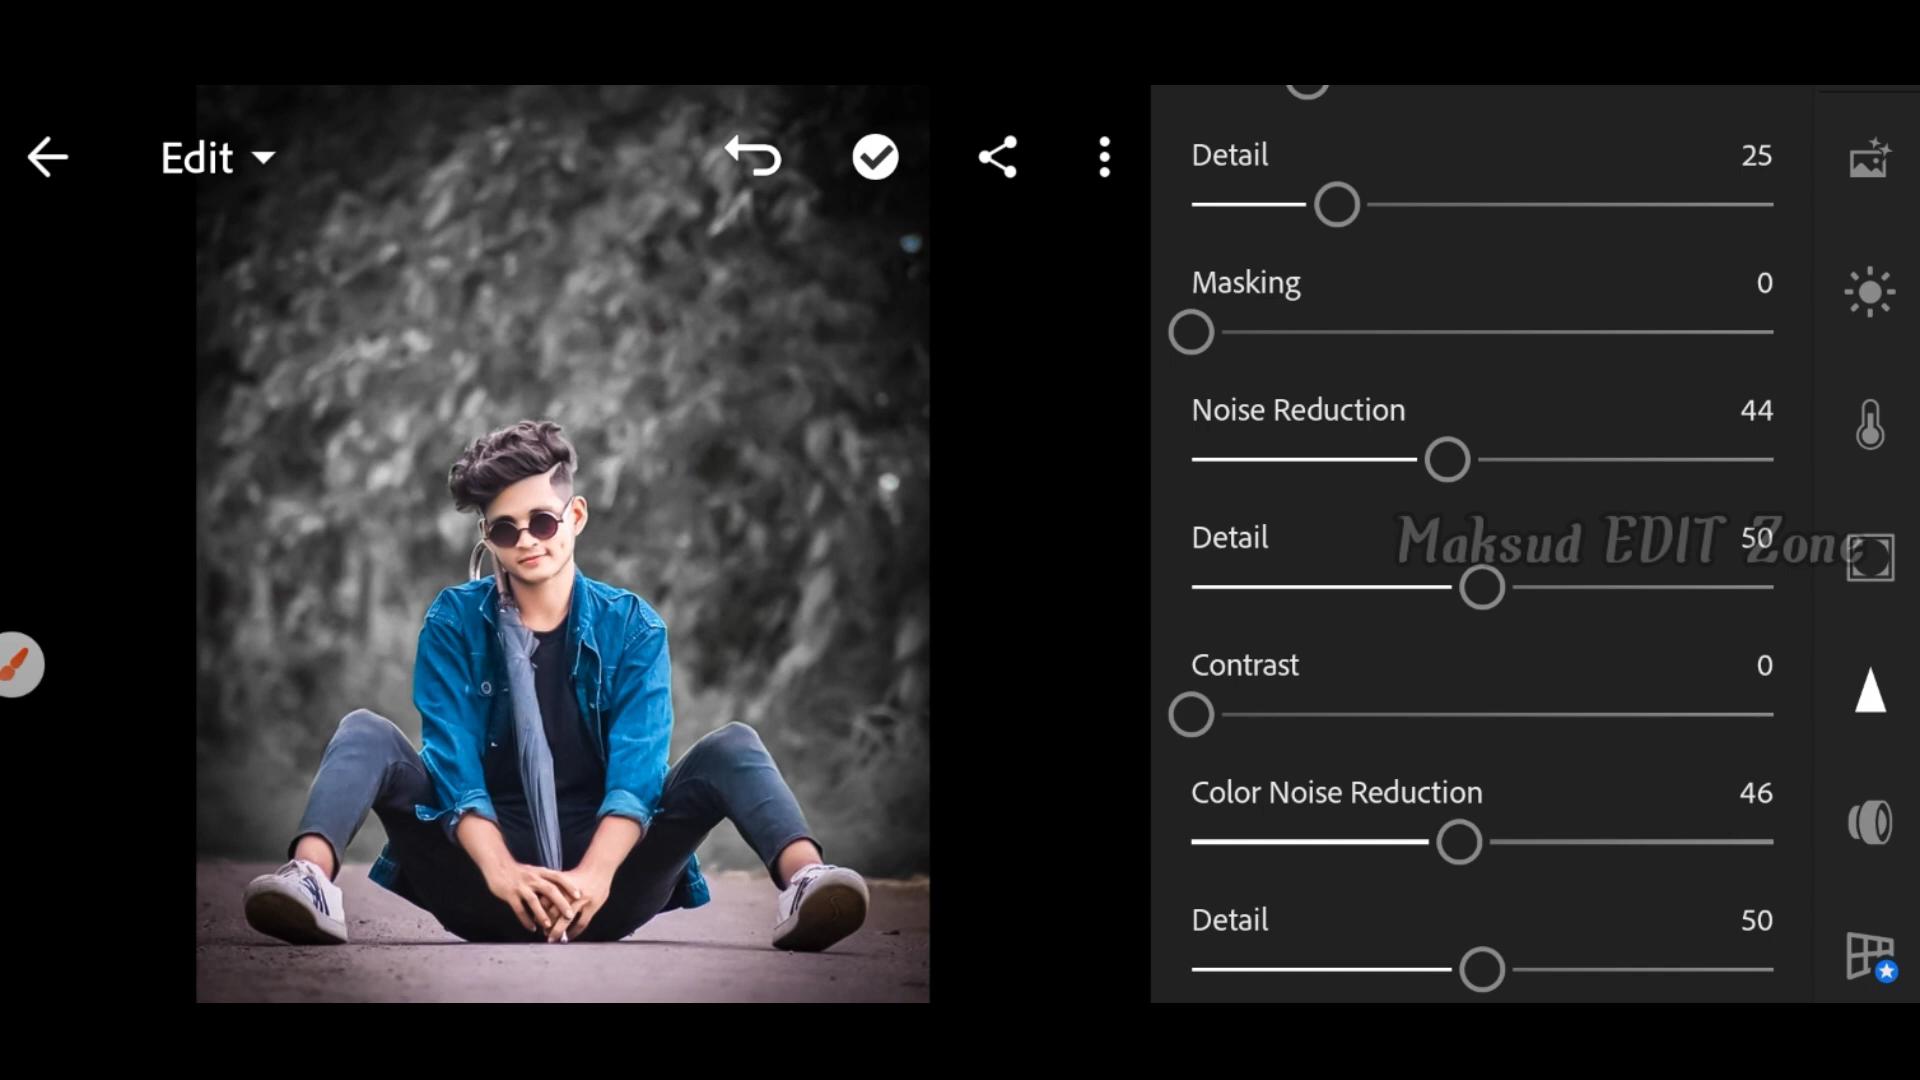 Edit
Detail 25
Masking 0
Noise Reduction 44
Detail 50
Maksud EDIT Zone
Contrast 0
Color Noise Reduction 46
Detail 50